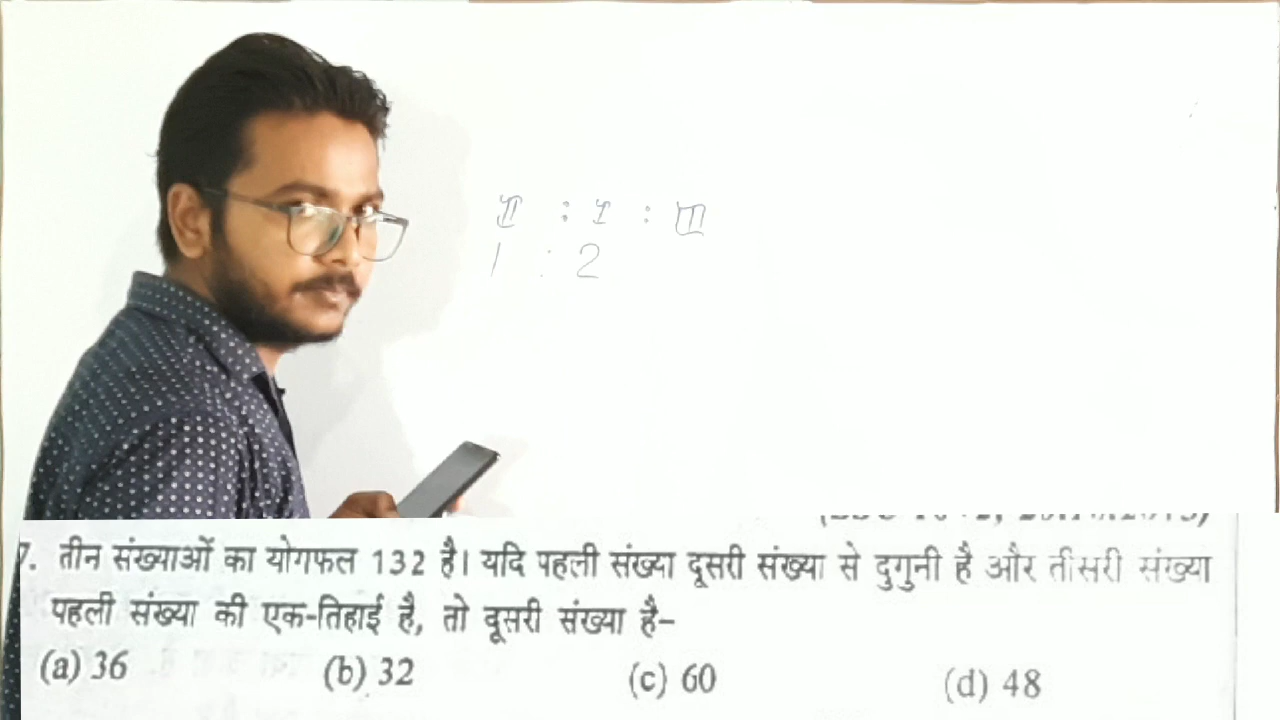 II : I : III
1 : 2
7. तीन संख्याओं का योगफल 132 है। यदि पहली संख्या दूसरी संख्या से दुगुनी है और तीसरी संख्या
पहली संख्या की एक-तिहाई है, तो दूसरी संख्या है–
(a) 36 (b) 32 (c) 60 (d) 48